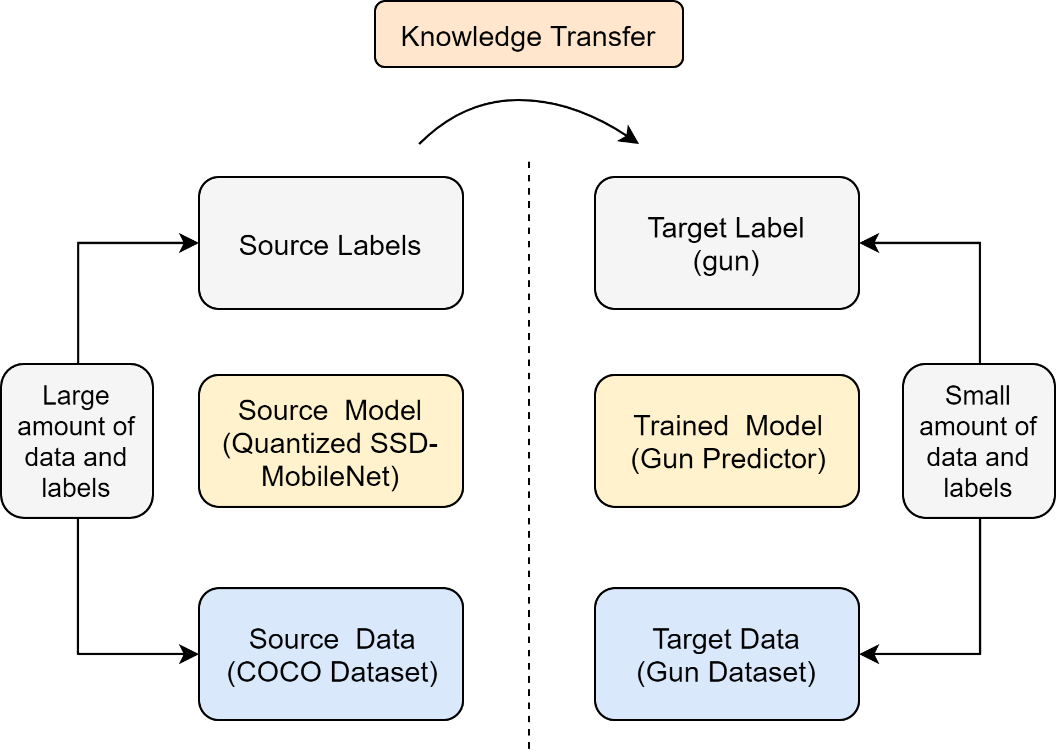 Knowledge Transfer
Source Labels
Target Label
(gun)
Large
amount of
data and
labels
Source  Model
(Quantized SSD-
MobileNet)
Trained  Model
(Gun Predictor)
Small
amount of
data and
labels
Source  Data
(COCO Dataset)
Target Data
(Gun Dataset)